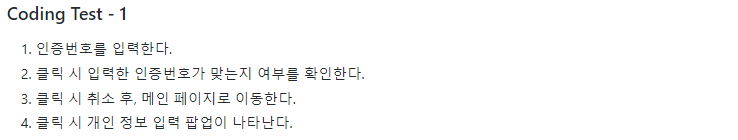 Coding Test - 1
1. 인증번호를 입력한다.
2. 클릭 시 입력한 인증번호가 맞는지 여부를 확인한다.
3. 클릭 시 취소 후, 메인 페이지로 이동한다.
4. 클릭 시 개인 정보 입력 팝업이 나타난다.